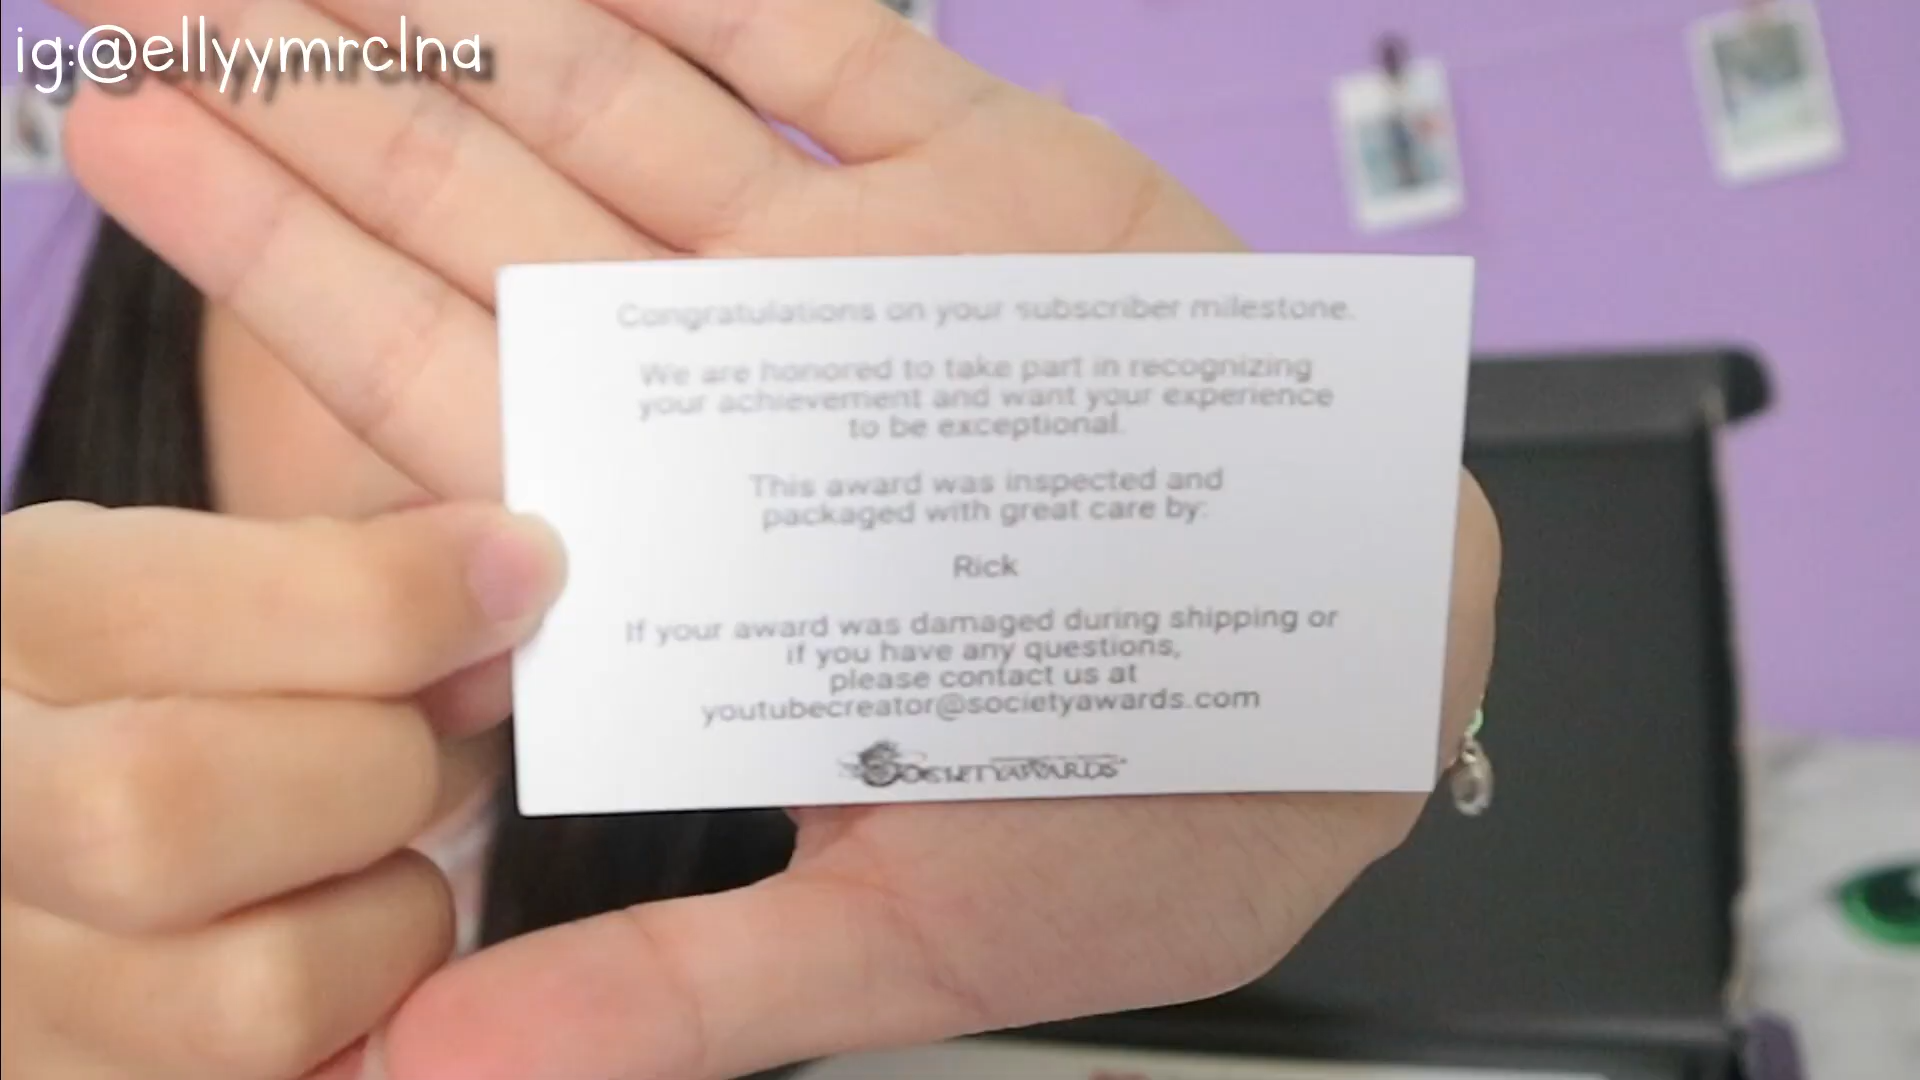 ig:@ellyymrclna
Congratulations on your subscriber milestone.
We are honored to take part in recognizing
your achievement and want your experience
to be exceptional.
This award was inspected and
packaged with great care by:
Rick
If your award was damaged during shipping or
if you have any questions,
please contact us at
youtubecreator@societyawards.com
SOCIETYAWARDS